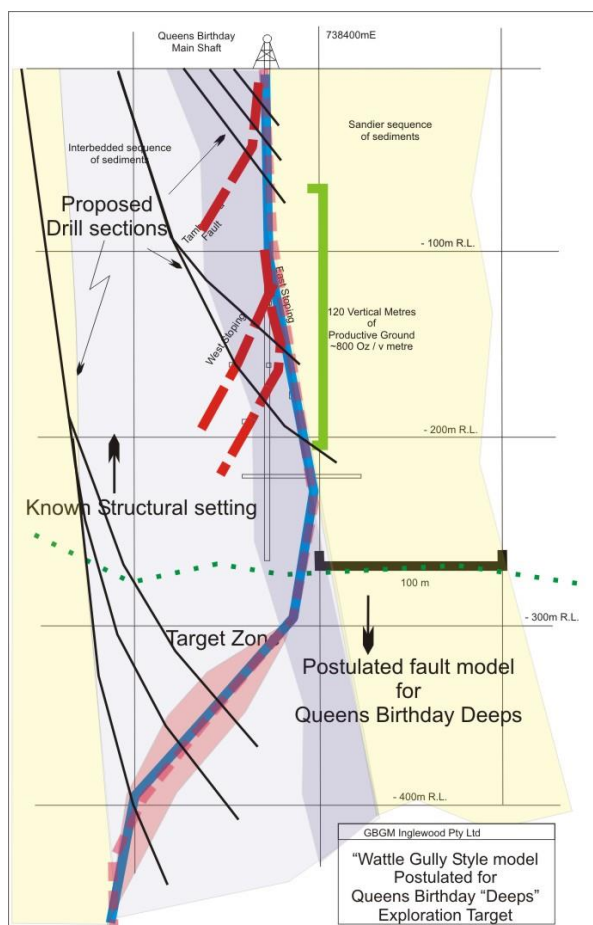 Queens Birthday
Main Shaft
738400mE
Interbedded sequence
of sediments
Sandier sequence
of sediments
Proposed
Drill sections
Fault
- 100m R.L.
East Stoping
West Stoping
120 Vertical Metres
of
Productive Ground
~800 Oz / v metre
- 200m R.L.
Known Structural setting
100 m
- 300m R.L.
Target Zon
Postulated fault model
for
Queens Birthday Deeps
- 400m R.L.
GBGM Inglewood Pty Ltd
“Wattle Gully Style model
Postulated for
Queens Birthday “Deeps”
Exploration Target